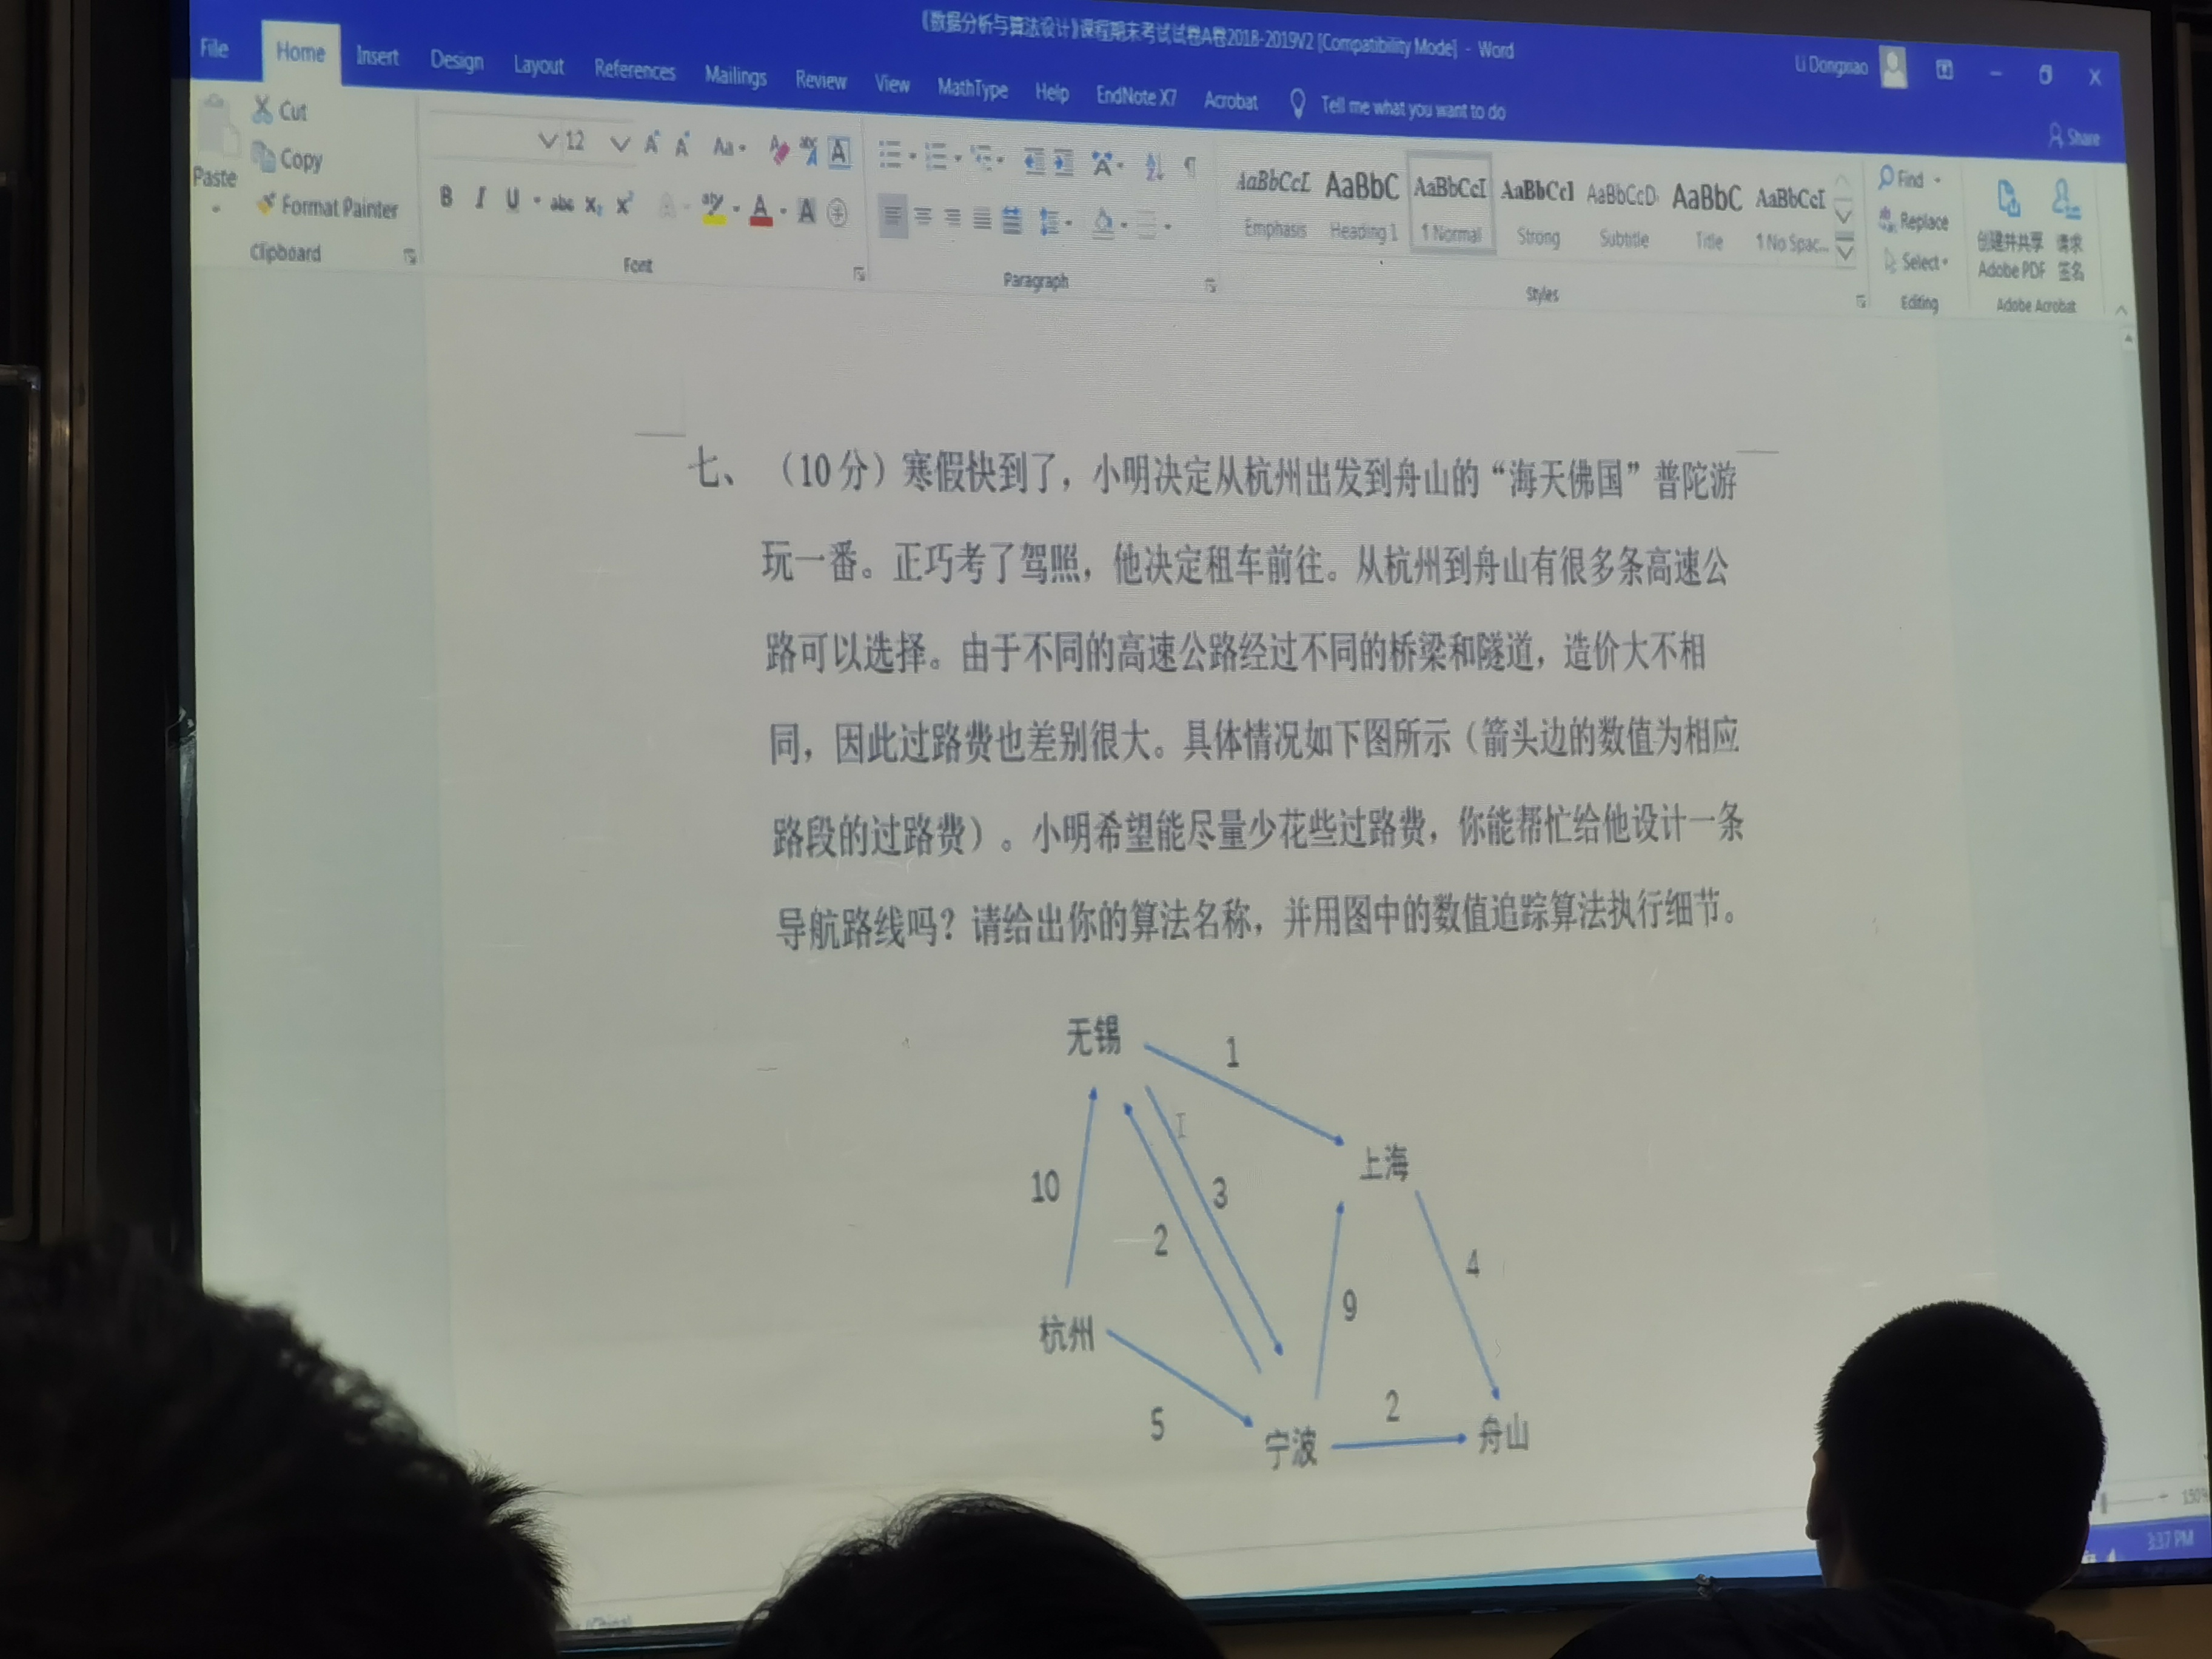 《数据分析与算法设计》课程期末考试试卷A卷2018-2019V2 [Compatibility Mode] - Word
Li Dongxiao
File Home Insert Design Layout References Mailings Review View MathType Help EndNote X7 Acrobat Tell me what you want to do
Share
Paste
Cut
Copy
Format Painter
Clipboard
12
Font
Paragraph
AaBbCcI AaBbC AaBbCcI AaBbCcI AaBbCcD AaBbC AaBbCcI
Emphasis Heading 1 ¶ Normal Strong Subtitle Title ¶ No Spac...
Styles
Find
Replace
Select
Editing
创建并共享 Adobe PDF
请求签名
Adobe Acrobat
七、（10分）寒假快到了，小明决定从杭州出发到舟山的“海天佛国”普陀游
玩一番。正巧考了驾照，他决定租车前往。从杭州到舟山有很多条高速公
路可以选择。由于不同的高速公路经过不同的桥梁和隧道，造价大不相
同，因此过路费也差别很大。具体情况如下图所示（箭头边的数值为相应
路段的过路费）。小明希望能尽量少花些过路费，你能帮忙给他设计一条
导航路线吗？请给出你的算法名称，并用图中的数值追踪算法执行细节。
无锡
1
上海
10
3
2
4
9
杭州
5
2
宁波
舟山
150%
3:37 PM